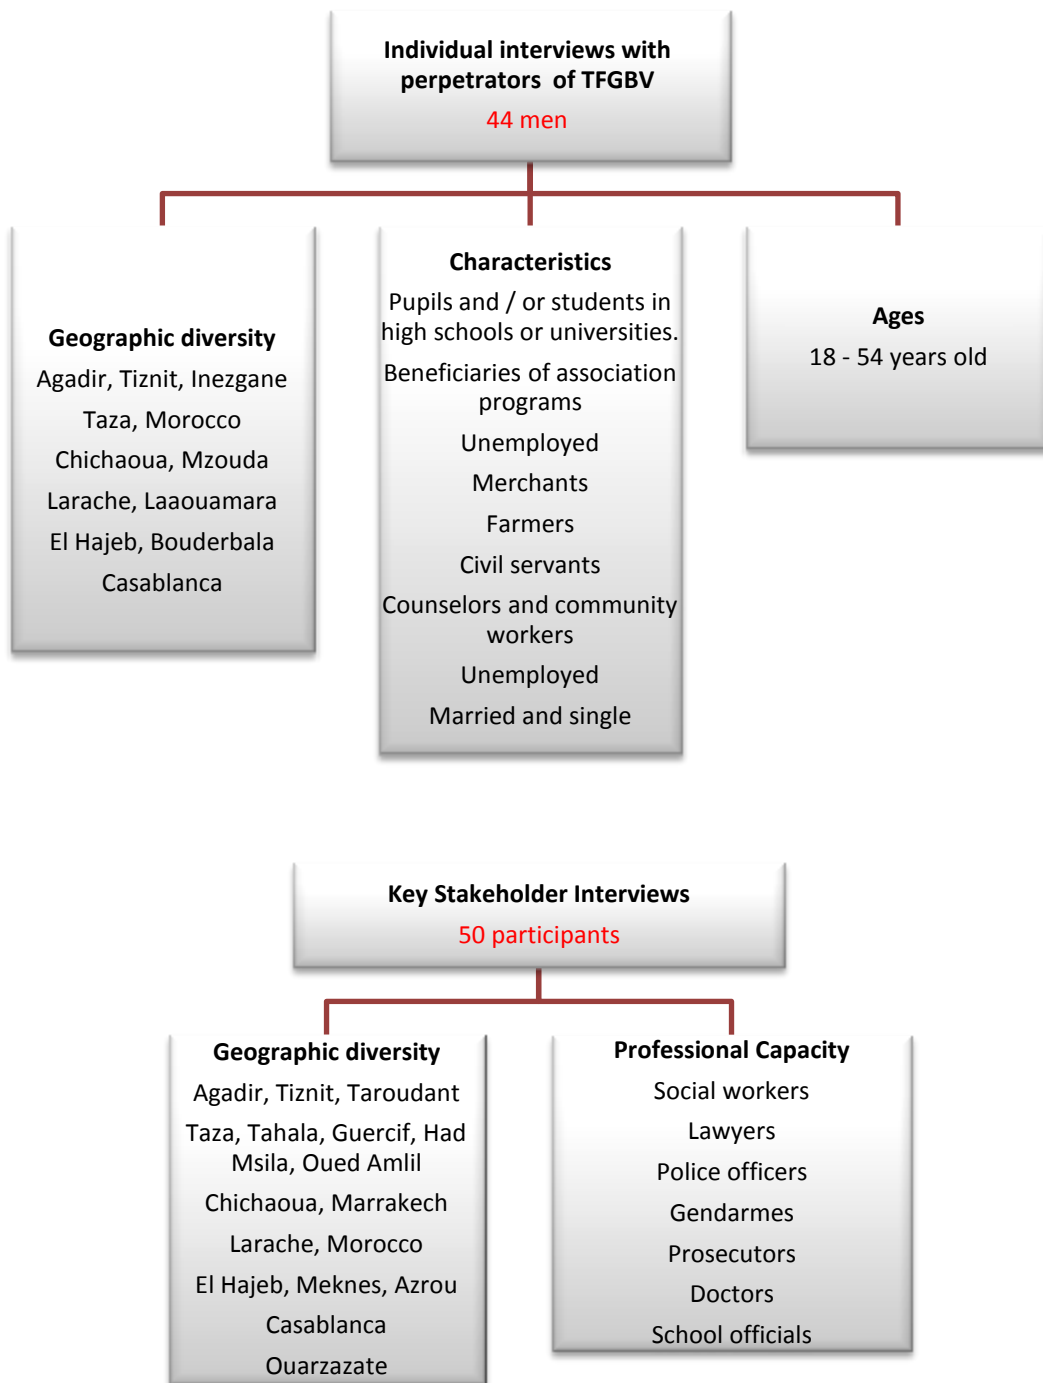 Individual interviews with
perpetrators of TFGBV
44 men
Geographic diversity
Agadir, Tiznit, Inezgane
Taza, Morocco
Chichaoua, Mzouda
Larache, Laaouamara
El Hajeb, Bouderbala
Casablanca
Characteristics
Pupils and / or students in
high schools or universities.
Beneficiaries of association
programs
Unemployed
Merchants
Farmers
Civil servants
Counselors and community
workers
Unemployed
Married and single
Ages
18 - 54 years old
Key Stakeholder Interviews
50 participants
Geographic diversity
Agadir, Tiznit, Taroudant
Taza, Tahala, Guercif, Had
Msila, Oued Amlil
Chichaoua, Marrakech
Larache, Morocco
El Hajeb, Meknes, Azrou
Casablanca
Ouarzazate
Professional Capacity
Social workers
Lawyers
Police officers
Gendarmes
Prosecutors
Doctors
School officials